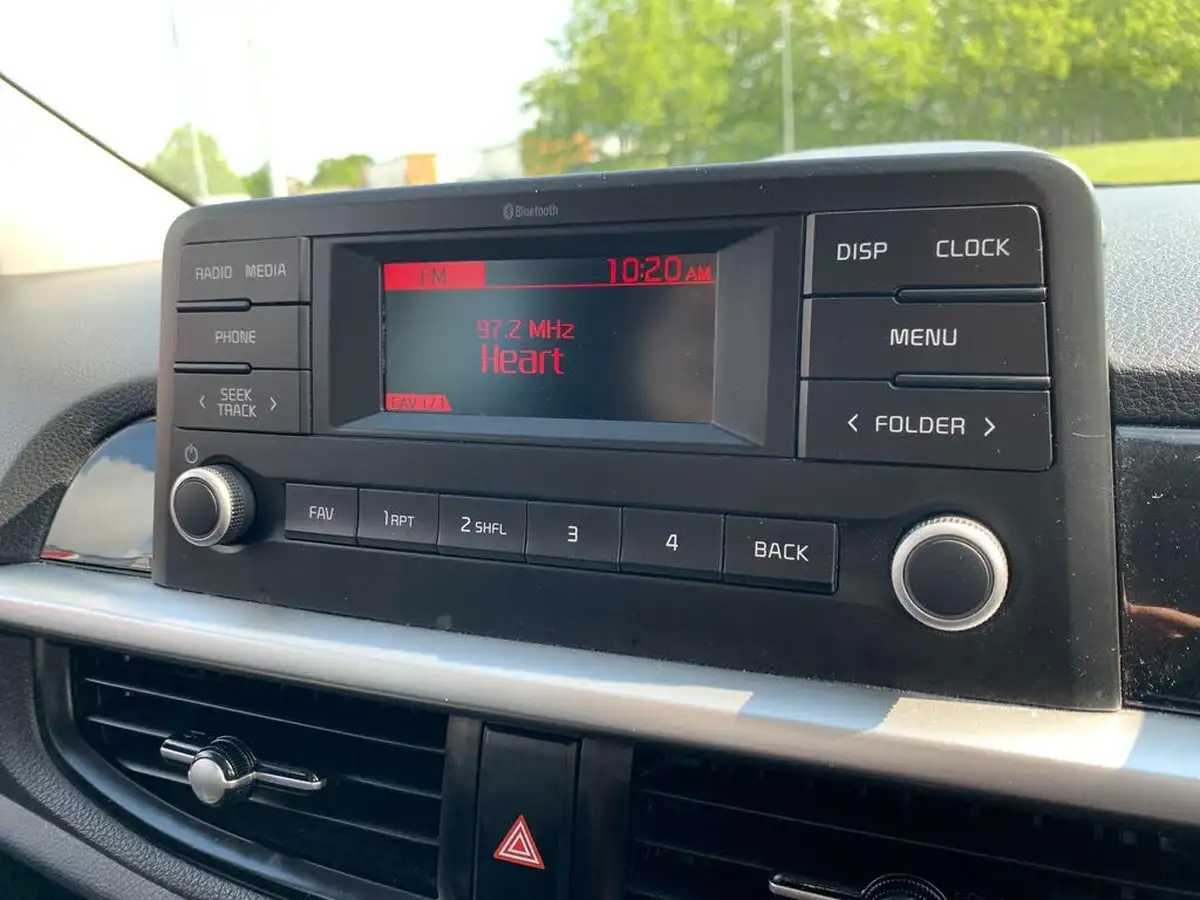 Bluetooth
RADIO MEDIA
PHONE
< SEEK
TRACK >
FM
10:20 AM
97.2 MHz
Heart
FAV 1/3
DISP CLOCK
MENU
< FOLDER >
FAV
1 RPT
2 SHFL
3
4
BACK